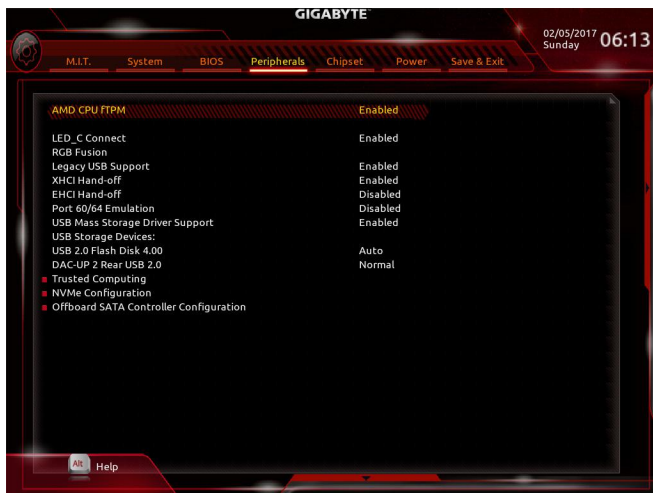 GIGABYTE™
02/05/2017 06:13
Sunday
M.I.T. System BIOS Peripherals Chipset Power Save & Exit
AMD CPU fTPM Enabled
LED_C Connect Enabled
RGB Fusion
Legacy USB Support Enabled
XHCI Hand-off Enabled
EHCI Hand-off Disabled
Port 60/64 Emulation Disabled
USB Mass Storage Driver Support Enabled
USB Storage Devices:
USB 2.0 Flash Disk 4.00 Auto
DAC-UP 2 Rear USB 2.0 Normal
Trusted Computing
NVMe Configuration
Offboard SATA Controller Configuration
Alt Help